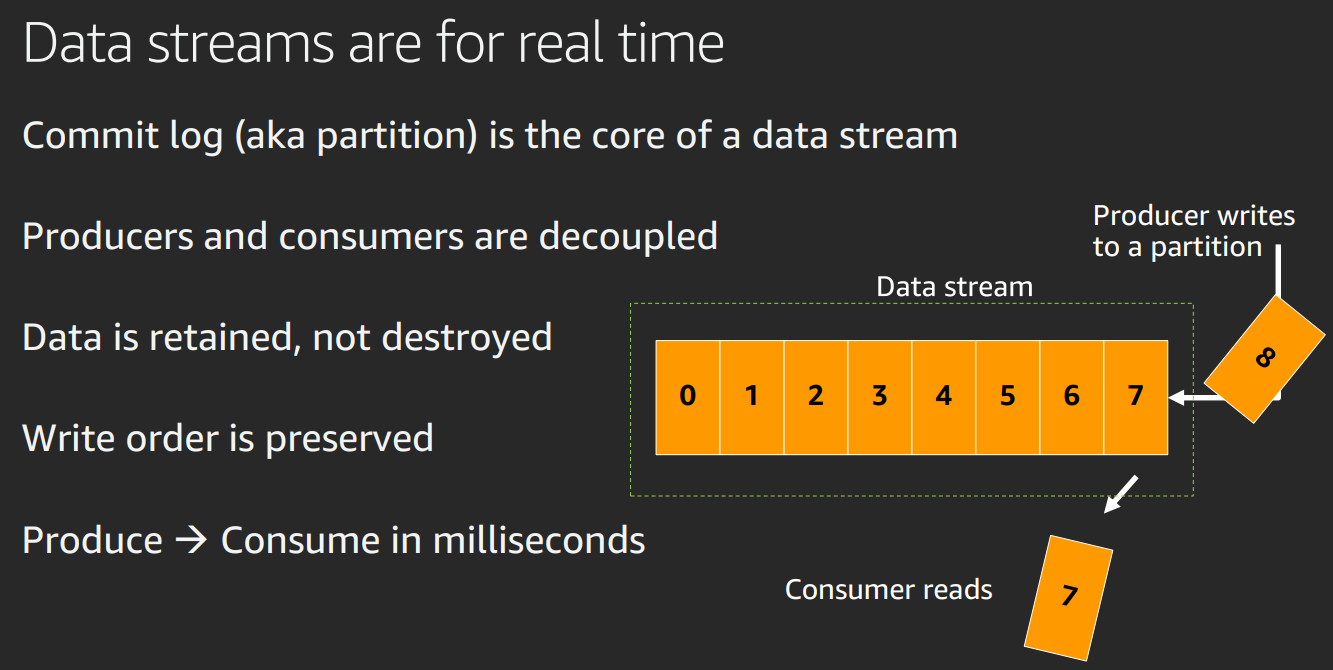 Data streams are for real time
Commit log (aka partition) is the core of a data stream
Producers and consumers are decoupled
Data is retained, not destroyed
Write order is preserved
Produce → Consume in milliseconds
Producer writes
to a partition
Data stream
0 1 2 3 4 5 6 7
8
Consumer reads
7